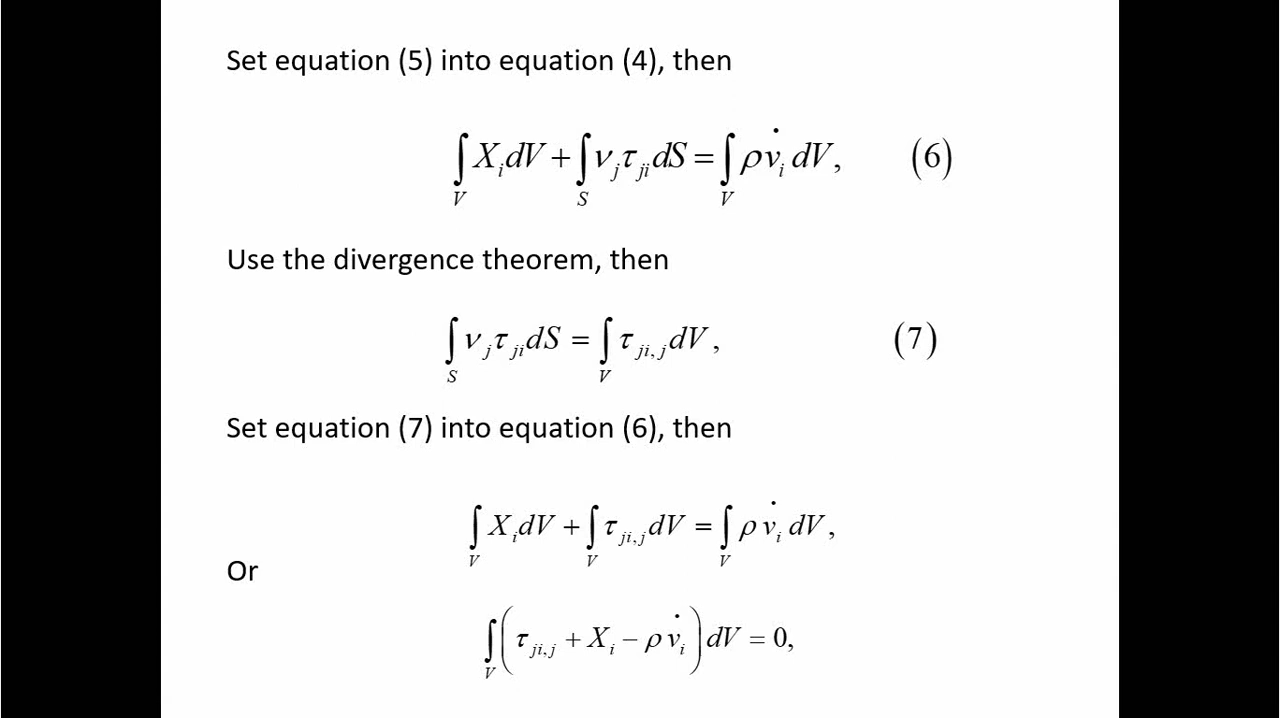 Set equation (5) into equation (4), then
∫_V X_i dV + ∫_S ν_j τ_ji dS = ∫_V ρ v̇_i dV, (6)
Use the divergence theorem, then
∫_S ν_j τ_ji dS = ∫_V τ_ji,j dV, (7)
Set equation (7) into equation (6), then
∫_V X_i dV + ∫_V τ_ji,j dV = ∫_V ρ v̇_i dV,
Or
∫_V (τ_ji,j + X_i − ρ v̇_i) dV = 0,